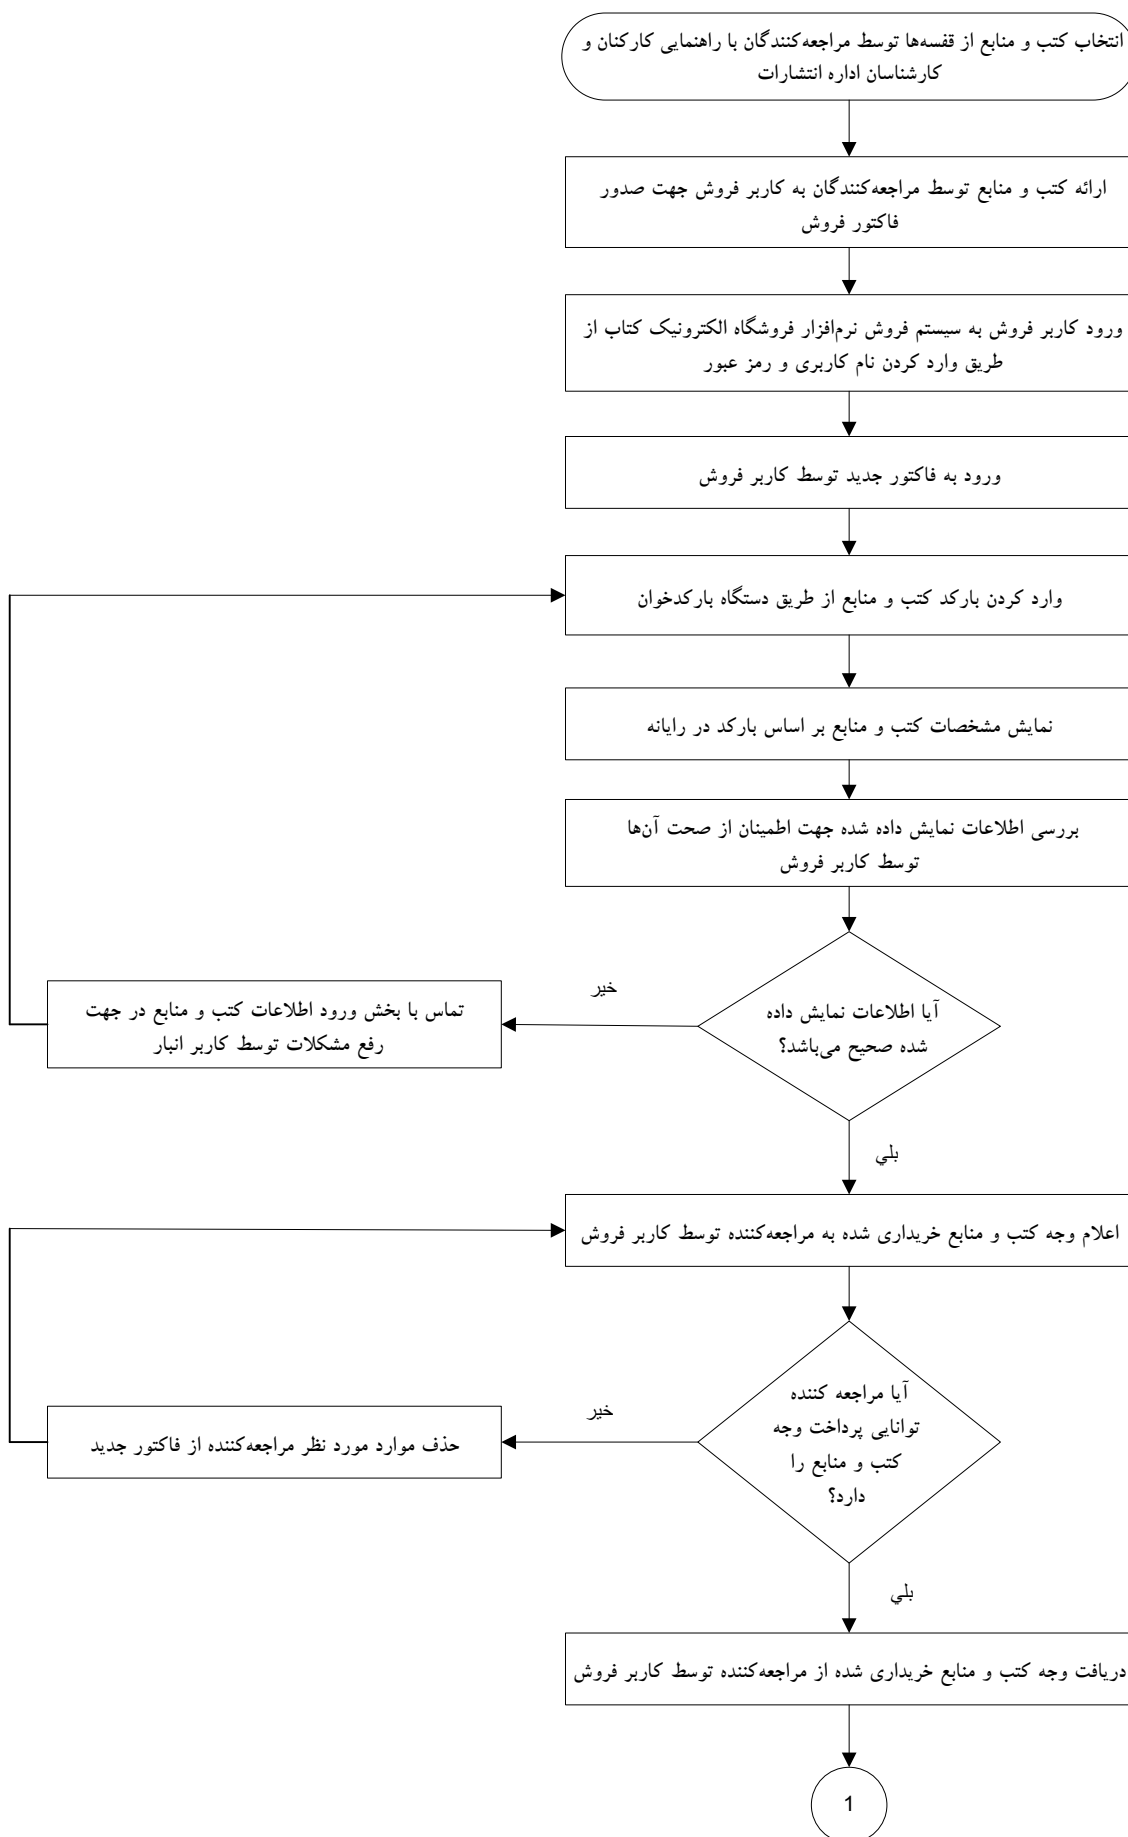 انتخاب کتب و منابع از قفسه‌ها توسط مراجعه‌کنندگان با راهنمایی کارکنان و
کارشناسان اداره انتشارات
ارائه کتب و منابع توسط مراجعه‌کنندگان به کاربر فروش جهت صدور
فاکتور فروش
ورود کاربر فروش به سیستم فروش نرم‌افزار فروشگاه الکترونیک کتاب از
طریق وارد کردن نام کاربری و رمز عبور
ورود به فاکتور جدید توسط کاربر فروش
وارد کردن بارکد کتب و منابع از طریق دستگاه بارکدخوان
نمایش مشخصات کتب و منابع بر اساس بارکد در رایانه
بررسی اطلاعات نمایش داده شده جهت اطمینان از صحت آن‌ها
توسط کاربر فروش
آیا اطلاعات نمایش داده
شده صحیح می‌باشد؟
خیر
تماس با بخش ورود اطلاعات کتب و منابع در جهت
رفع مشکلات توسط کاربر انبار
بلي
اعلام وجه کتب و منابع خریداری شده به مراجعه‌کننده توسط کاربر فروش
آیا مراجعه کننده
توانایی پرداخت وجه
کتب و منابع را
دارد؟
خیر
حذف موارد مورد نظر مراجعه‌کننده از فاکتور جدید
بلي
دریافت وجه کتب و منابع خریداری شده از مراجعه‌کننده توسط کاربر فروش
1